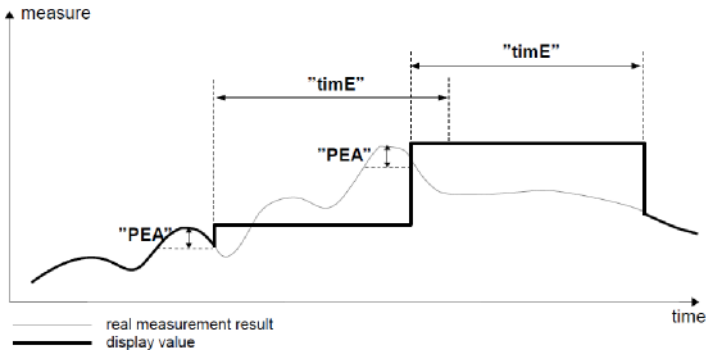 measure
"timE"
"timE"
"PEA"
"PEA"
time
real measurement result
display value